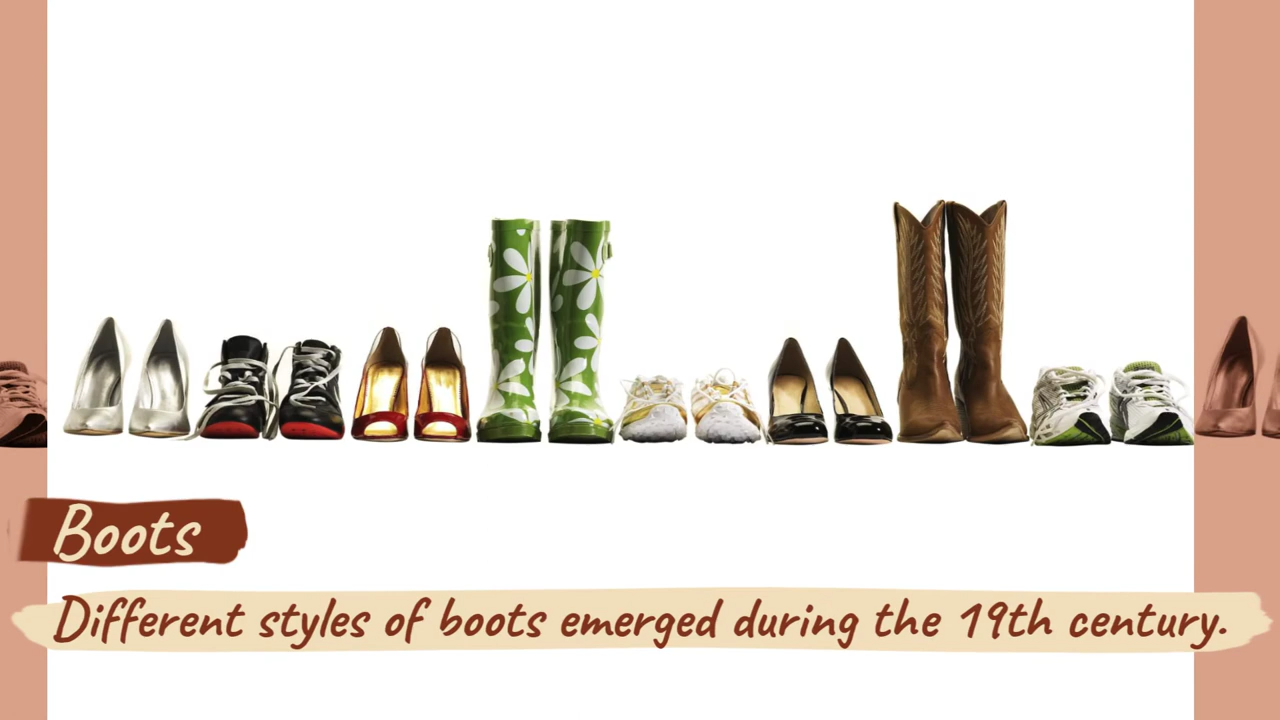 Boots
Different styles of boots emerged during the 19th century.